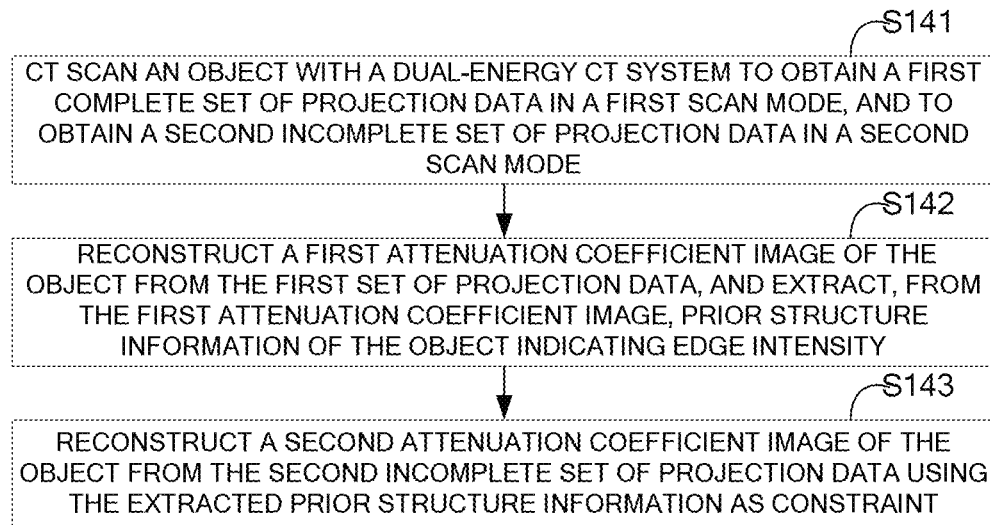 S141
CT SCAN AN OBJECT WITH A DUAL-ENERGY CT SYSTEM TO OBTAIN A FIRST
COMPLETE SET OF PROJECTION DATA IN A FIRST SCAN MODE, AND TO
OBTAIN A SECOND INCOMPLETE SET OF PROJECTION DATA IN A SECOND
SCAN MODE
S142
RECONSTRUCT A FIRST ATTENUATION COEFFICIENT IMAGE OF THE
OBJECT FROM THE FIRST SET OF PROJECTION DATA, AND EXTRACT, FROM
THE FIRST ATTENUATION COEFFICIENT IMAGE, PRIOR STRUCTURE
INFORMATION OF THE OBJECT INDICATING EDGE INTENSITY
S143
RECONSTRUCT A SECOND ATTENUATION COEFFICIENT IMAGE OF THE
OBJECT FROM THE SECOND INCOMPLETE SET OF PROJECTION DATA USING
THE EXTRACTED PRIOR STRUCTURE INFORMATION AS CONSTRAINT